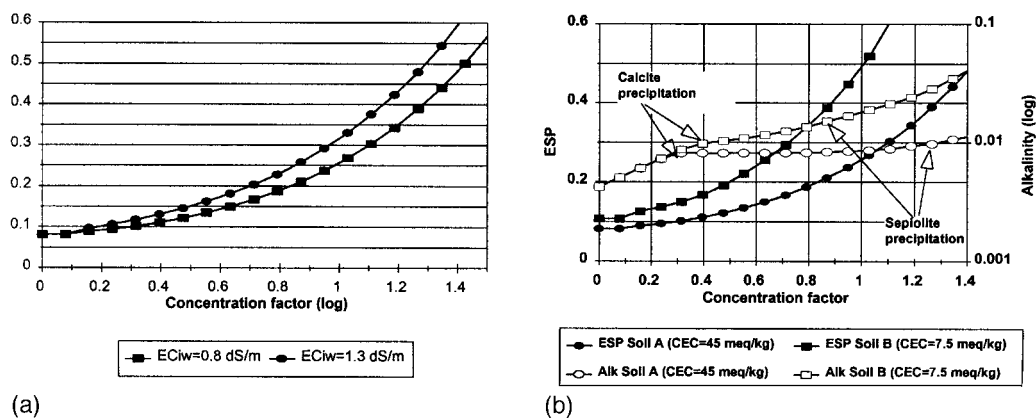 0.6
0.5
0.4
0.3
0.2
0.1
0
0 0.2 0.4 0.6 0.8 1 1.2 1.4
Concentration factor (log)
ECiw=0.8 dS/m ECiw=1.3 dS/m
(a)
0.6
0.4
0.2
0
ESP
0.1
0.01
0.001
Alkalinity (log)
Calcite
precipitation
Sepiolite
precipitation
0 0.2 0.4 0.6 0.8 1 1.2 1.4
Concentration factor
ESP Soil A (CEC=45 meq/kg) ESP Soil B (CEC=7.5 meq/kg)
Alk Soil A (CEC=45 meq/kg) Alk Soil B (CEC=7.5 meq/kg)
(b)